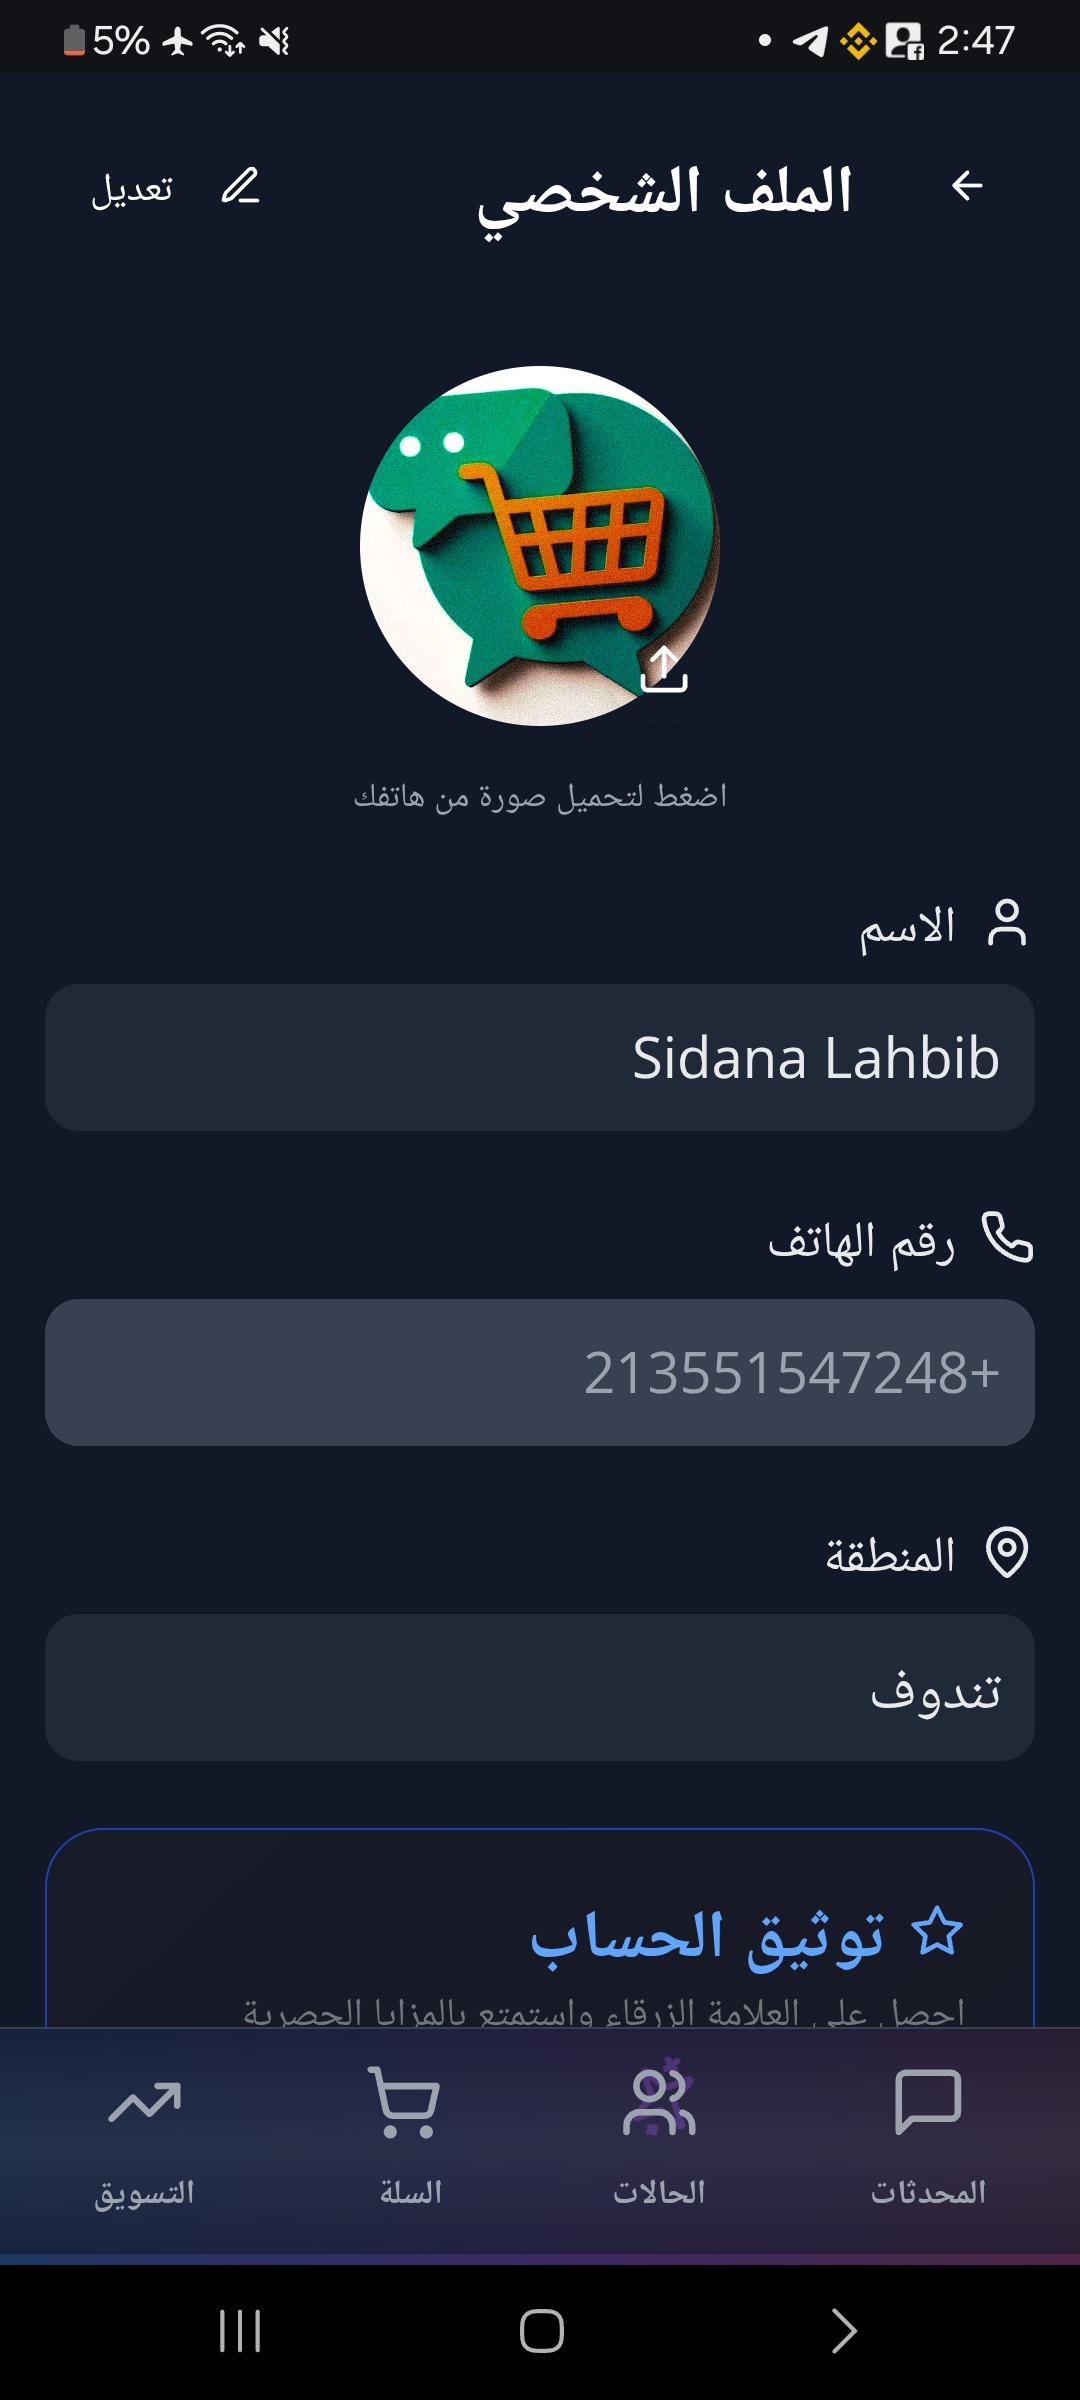 5%
2:47
الملف الشخصي
تعديل
اضغط لتحميل صورة من هاتفك
الاسم
Sidana Lahbib
رقم الهاتف
213551547248+
المنطقة
تندوف
توثيق الحساب
احصل على العلامة الزرقاء واستمتع بالمزايا الحصرية
المحدثات
الحالات
السلة
التسويق